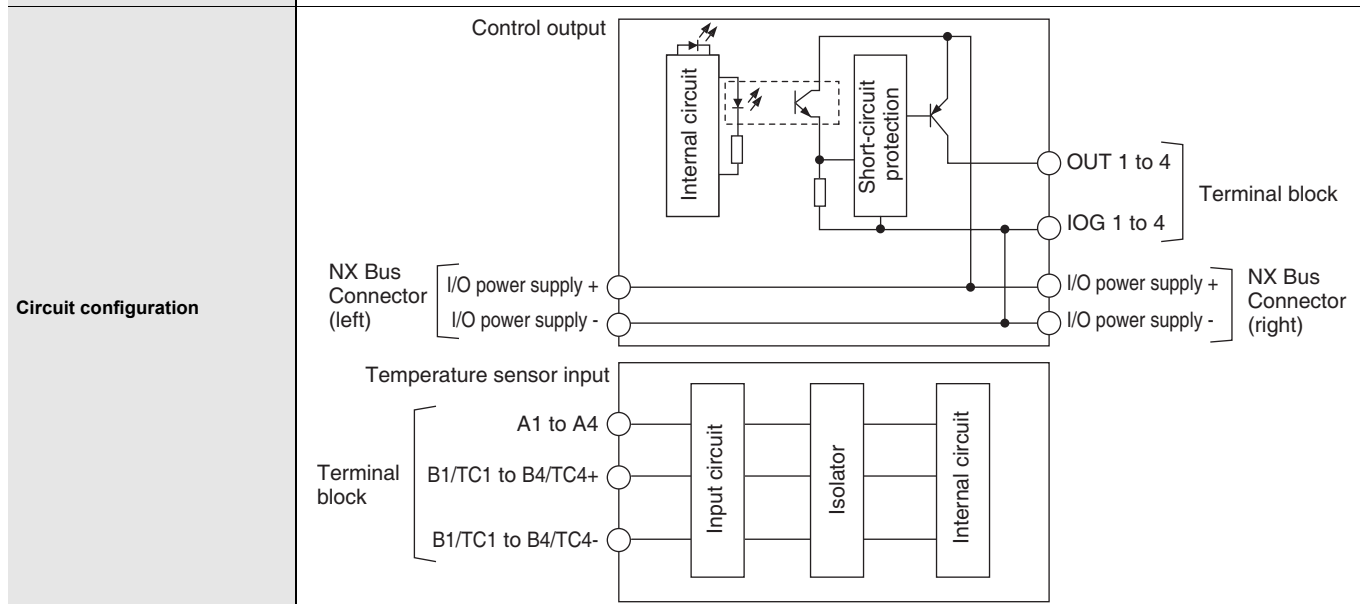 Circuit configuration
Control output
Internal circuit
Short-circuit
protection
OUT 1 to 4
IOG 1 to 4
Terminal block
NX Bus
Connector
(left)
I/O power supply +
I/O power supply -
I/O power supply +
I/O power supply -
NX Bus
Connector
(right)
Temperature sensor input
Terminal
block
A1 to A4
B1/TC1 to B4/TC4+
B1/TC1 to B4/TC4-
Input circuit
Isolator
Internal circuit